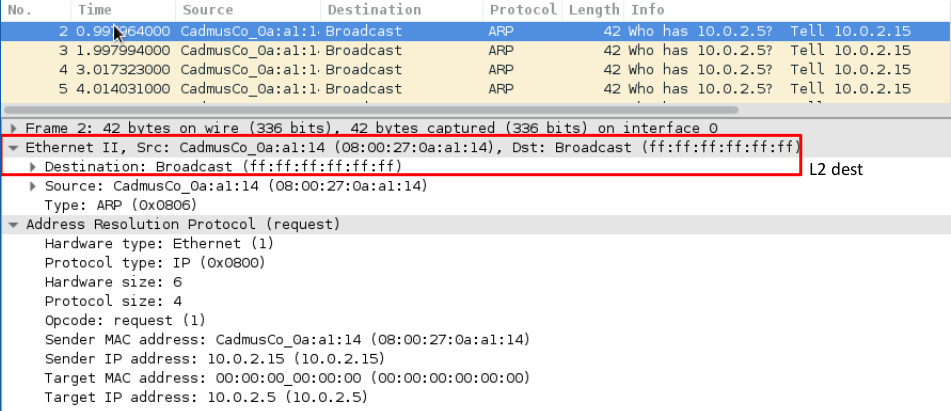 No. Time Source Destination Protocol Length Info
2 0.997964000 CadmusCo_0a:a1:1· Broadcast ARP 42 Who has 10.0.2.5? Tell 10.0.2.15
3 1.997994000 CadmusCo_0a:a1:1· Broadcast ARP 42 Who has 10.0.2.5? Tell 10.0.2.15
4 3.017323000 CadmusCo_0a:a1:1· Broadcast ARP 42 Who has 10.0.2.5? Tell 10.0.2.15
5 4.014031000 CadmusCo_0a:a1:1· Broadcast ARP 42 Who has 10.0.2.5? Tell 10.0.2.15
Frame 2: 42 bytes on wire (336 bits), 42 bytes captured (336 bits) on interface 0
Ethernet II, Src: CadmusCo_0a:a1:14 (08:00:27:0a:a1:14), Dst: Broadcast (ff:ff:ff:ff:ff:ff)
Destination: Broadcast (ff:ff:ff:ff:ff:ff)
L2 dest
Source: CadmusCo_0a:a1:14 (08:00:27:0a:a1:14)
Type: ARP (0x0806)
Address Resolution Protocol (request)
Hardware type: Ethernet (1)
Protocol type: IP (0x0800)
Hardware size: 6
Protocol size: 4
Opcode: request (1)
Sender MAC address: CadmusCo_0a:a1:14 (08:00:27:0a:a1:14)
Sender IP address: 10.0.2.15 (10.0.2.15)
Target MAC address: 00:00:00_00:00:00 (00:00:00:00:00:00)
Target IP address: 10.0.2.5 (10.0.2.5)